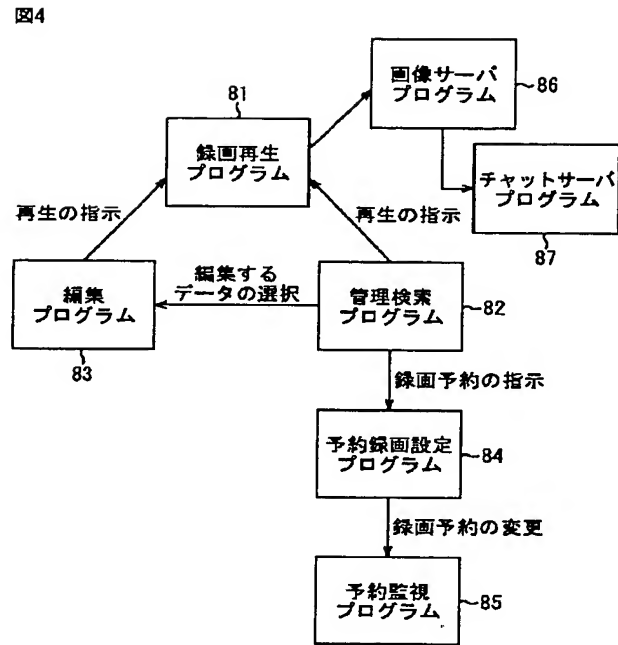 図4
画像サーバ
プログラム
86
81
録画再生
プログラム
チャットサーバ
プログラム
87
再生の指示
再生の指示
編集
プログラム
83
編集する
データの選択
管理検索
プログラム
82
録画予約の指示
予約録画設定
プログラム
84
録画予約の変更
予約監視
プログラム
85